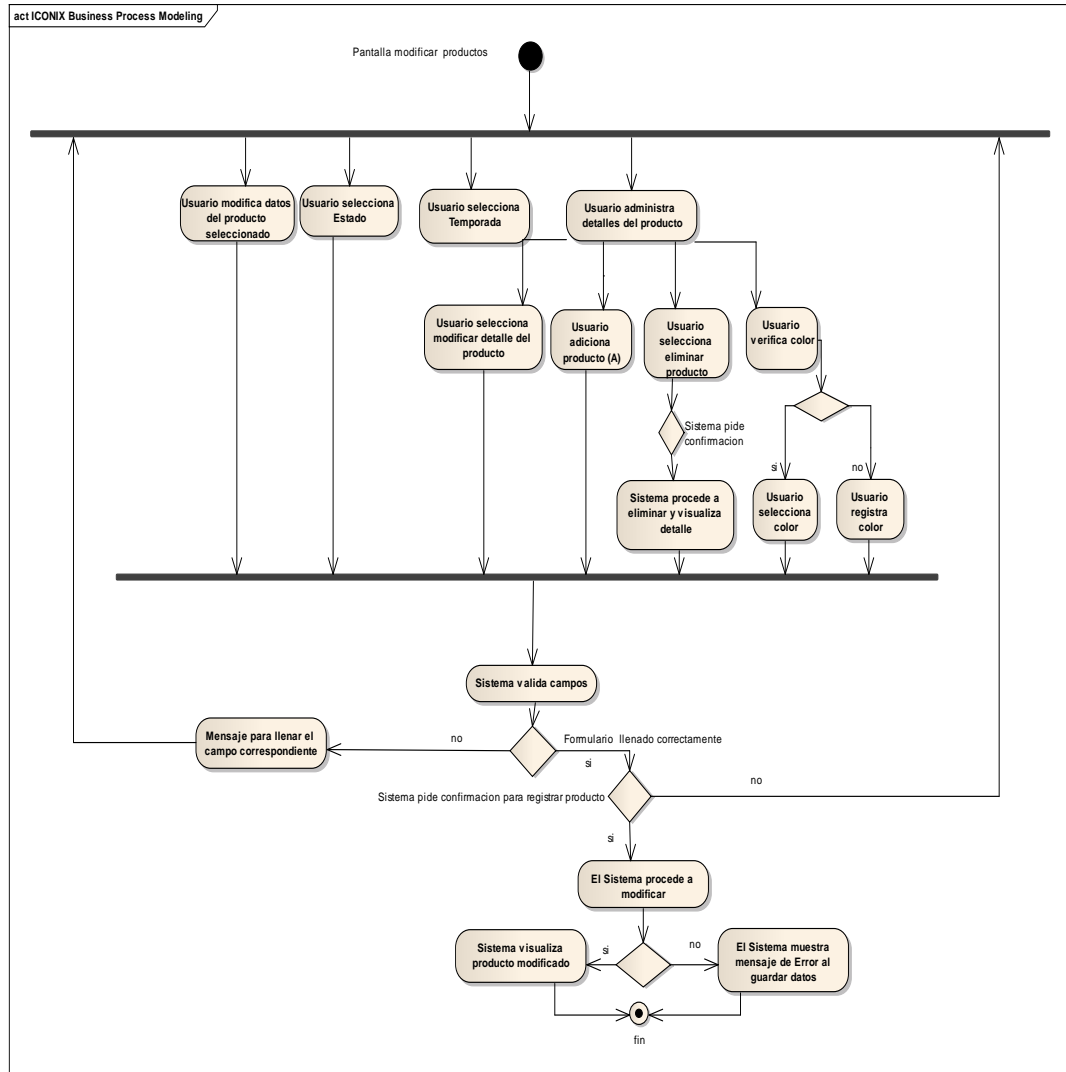 act ICONIX Business Process Modeling
Pantalla modificar productos
Usuario modifica datos
del producto
seleccionado
Usuario selecciona
Estado
Usuario selecciona
Temporada
Usuario administra
detalles del producto
Usuario selecciona
modificar detalle del
producto
Usuario
adiciona
producto (A)
Usuario
selecciona
eliminar
producto
Usuario
verifica color
Sistema pide
confirmacion
si
no
Sistema procede a
eliminar y visualiza
detalle
Usuario
selecciona
color
Usuario
registra
color
Sistema valida campos
Mensaje para llenar el
campo correspondiente
no
Formulario llenado correctamente
si
Sistema pide confirmacion para registrar producto
no
si
El Sistema procede a
modificar
Sistema visualiza
producto modificado
si
no
El Sistema muestra
mensaje de Error al
guardar datos
fin